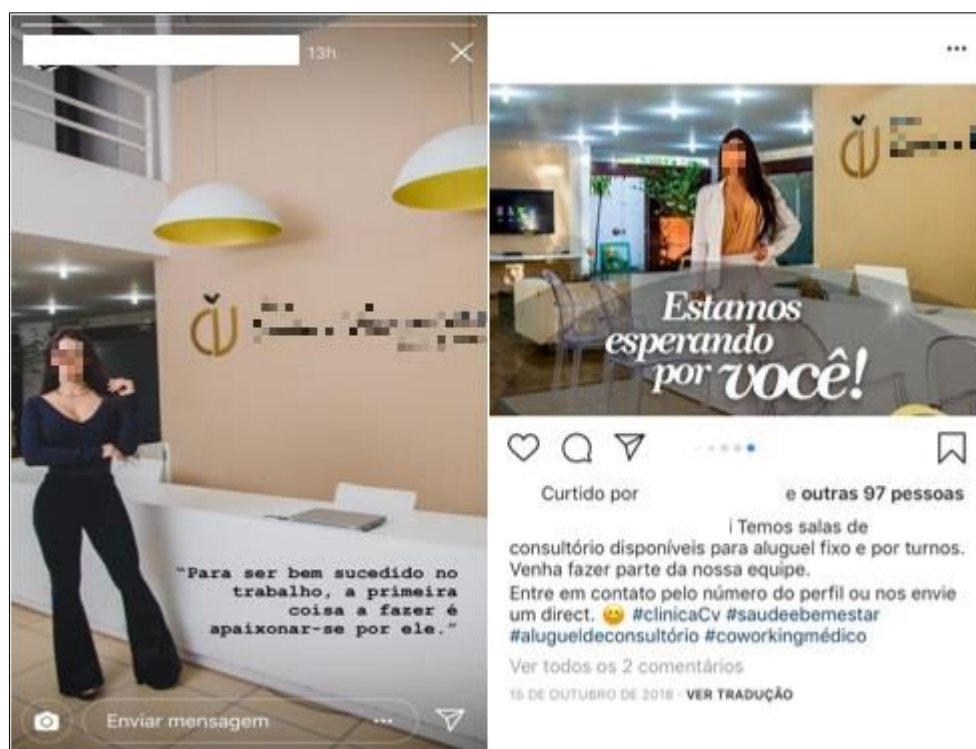 13h
"Para ser bem sucedido no
trabalho, a primeira
coisa a fazer é
apaixonar-se por ele."
Enviar mensagem
Estamos
esperando
por você!
Curtido por e outras 97 pessoas
Temos salas de
consultório disponíveis para aluguel fixo e por turnos.
Venha fazer parte da nossa equipe.
Entre em contato pelo número do perfil ou nos envie
um direct. 😊 #clinicaCv #saudeebemestar
#alugueldeconsultório #coworkingmédico
Ver todos os 2 comentários
15 DE OUTUBRO DE 2018 · VER TRADUÇÃO